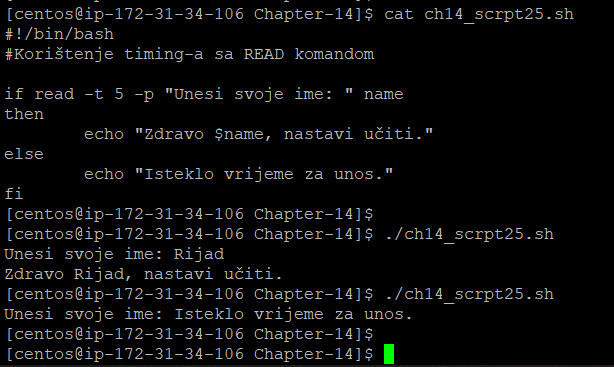 [centos@ip-172-31-34-106 Chapter-14]$ cat ch14_scrpt25.sh
#!/bin/bash
#Korištenje timing-a sa READ komandom

if read -t 5 -p "Unesi svoje ime: " name
then
        echo "Zdravo $name, nastavi učiti."
else
        echo "Isteklo vrijeme za unos."
fi
[centos@ip-172-31-34-106 Chapter-14]$
[centos@ip-172-31-34-106 Chapter-14]$ ./ch14_scrpt25.sh
Unesi svoje ime: Rijad
Zdravo Rijad, nastavi učiti.
[centos@ip-172-31-34-106 Chapter-14]$ ./ch14_scrpt25.sh
Unesi svoje ime: Isteklo vrijeme za unos.
[centos@ip-172-31-34-106 Chapter-14]$
[centos@ip-172-31-34-106 Chapter-14]$